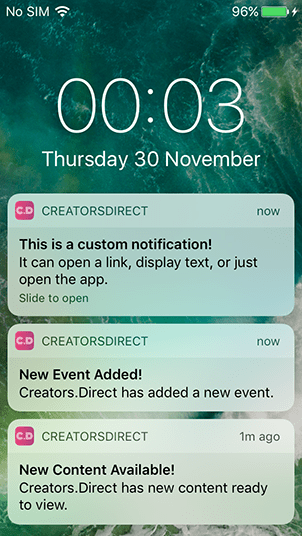 No SIM 96%
00:03
Thursday 30 November
C.D CREATORSDIRECT now
This is a custom notification!
It can open a link, display text, or just
open the app.
Slide to open
C.D CREATORSDIRECT now
New Event Added!
Creators.Direct has added a new event.
C.D CREATORSDIRECT 1m ago
New Content Available!
Creators.Direct has new content ready
to view.